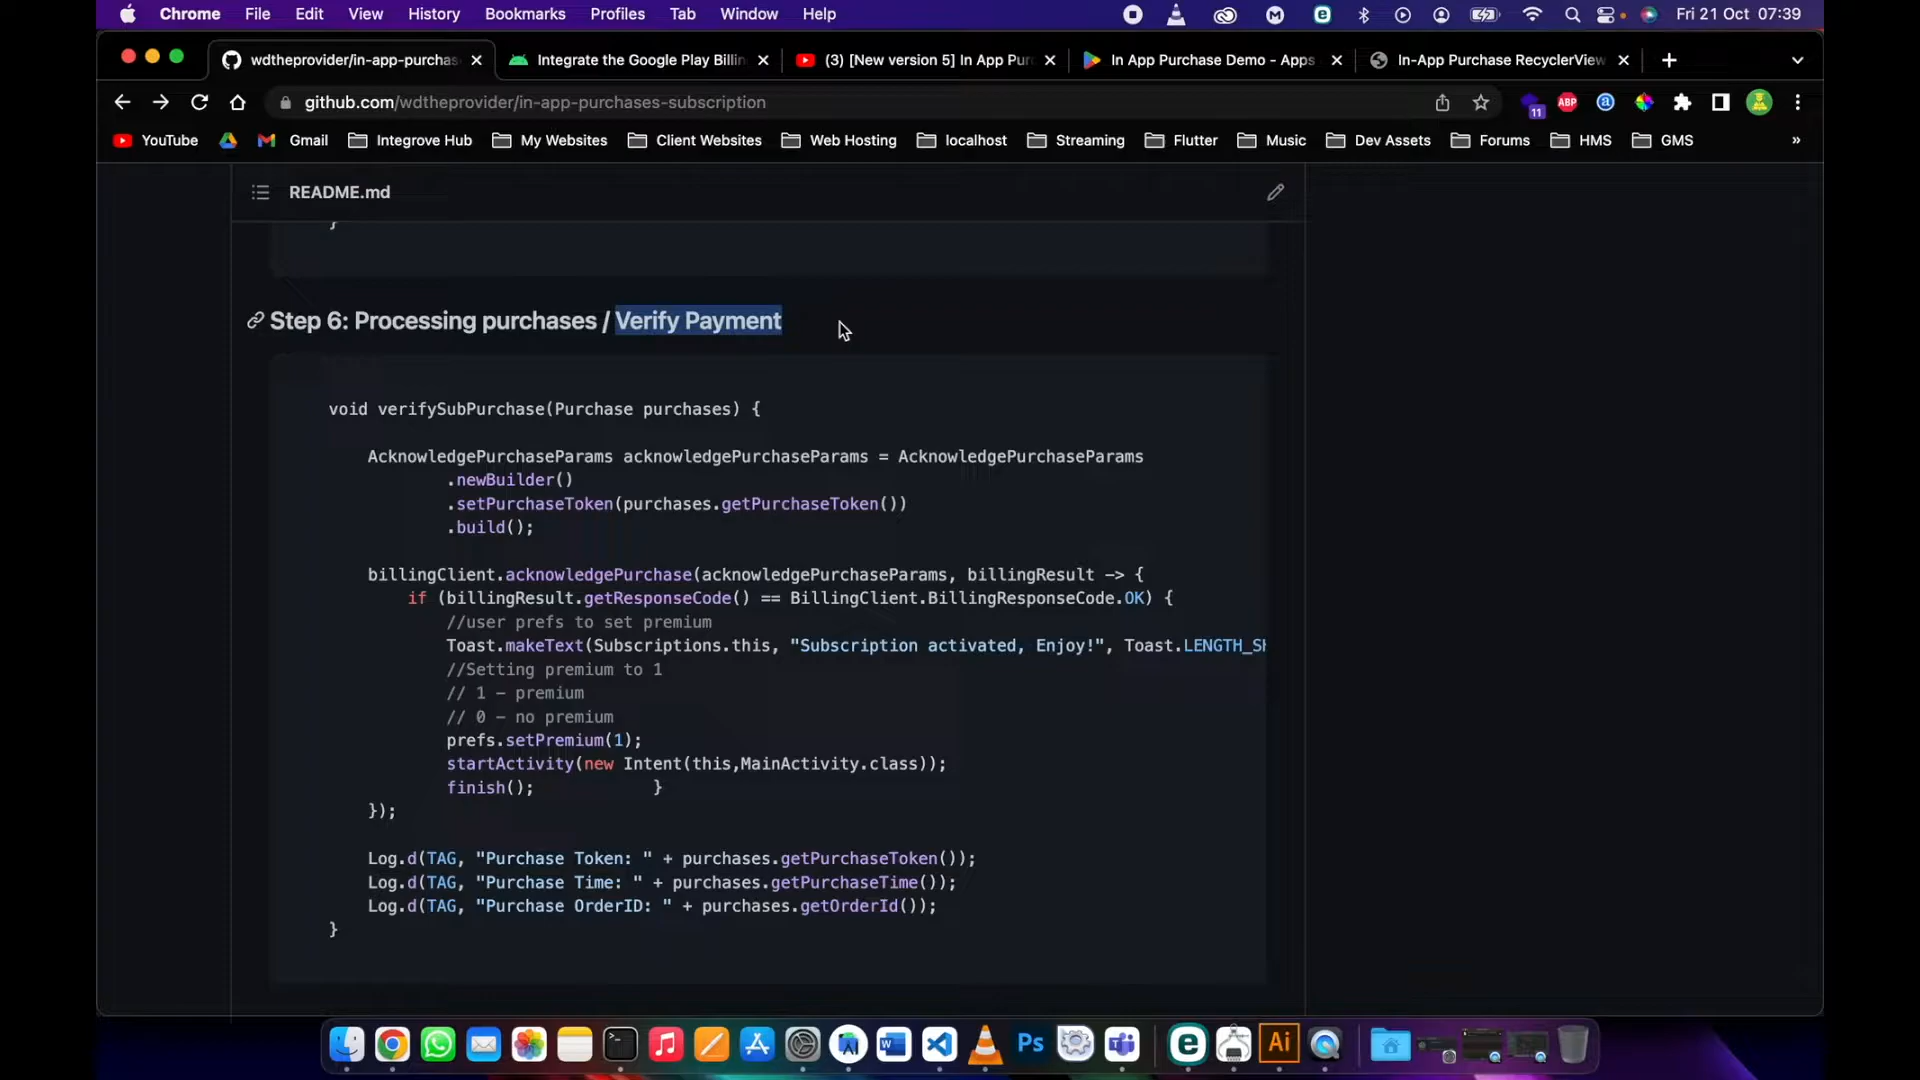 Chrome File Edit View History Bookmarks Profiles Tab Window Help Fri 21 Oct 07:39
wdtheprovider/in-app-purchas Integrate the Google Play Billin (3) [New version 5] In App Pur In App Purchase Demo - Apps In-App Purchase RecyclerView
github.com/wdtheprovider/in-app-purchases-subscription 11 ABP a
YouTube Gmail Integrove Hub My Websites Client Websites Web Hosting localhost Streaming Flutter Music Dev Assets Forums HMS GMS »
README.md
}
Step 6: Processing purchases / Verify Payment
void verifySubPurchase(Purchase purchases) {
AcknowledgePurchaseParams acknowledgePurchaseParams = AcknowledgePurchaseParams
.newBuilder()
.setPurchaseToken(purchases.getPurchaseToken())
.build();
billingClient.acknowledgePurchase(acknowledgePurchaseParams, billingResult -> {
if (billingResult.getResponseCode() == BillingClient.BillingResponseCode.OK) {
//user prefs to set premium
Toast.makeText(Subscriptions.this, "Subscription activated, Enjoy!", Toast.LENGTH_SH
//Setting premium to 1
// 1 - premium
// 0 - no premium
prefs.setPremium(1);
startActivity(new Intent(this,MainActivity.class));
finish(); }
});
Log.d(TAG, "Purchase Token: " + purchases.getPurchaseToken());
Log.d(TAG, "Purchase Time: " + purchases.getPurchaseTime());
Log.d(TAG, "Purchase OrderID: " + purchases.getOrderId());
}
W Ps e Ai